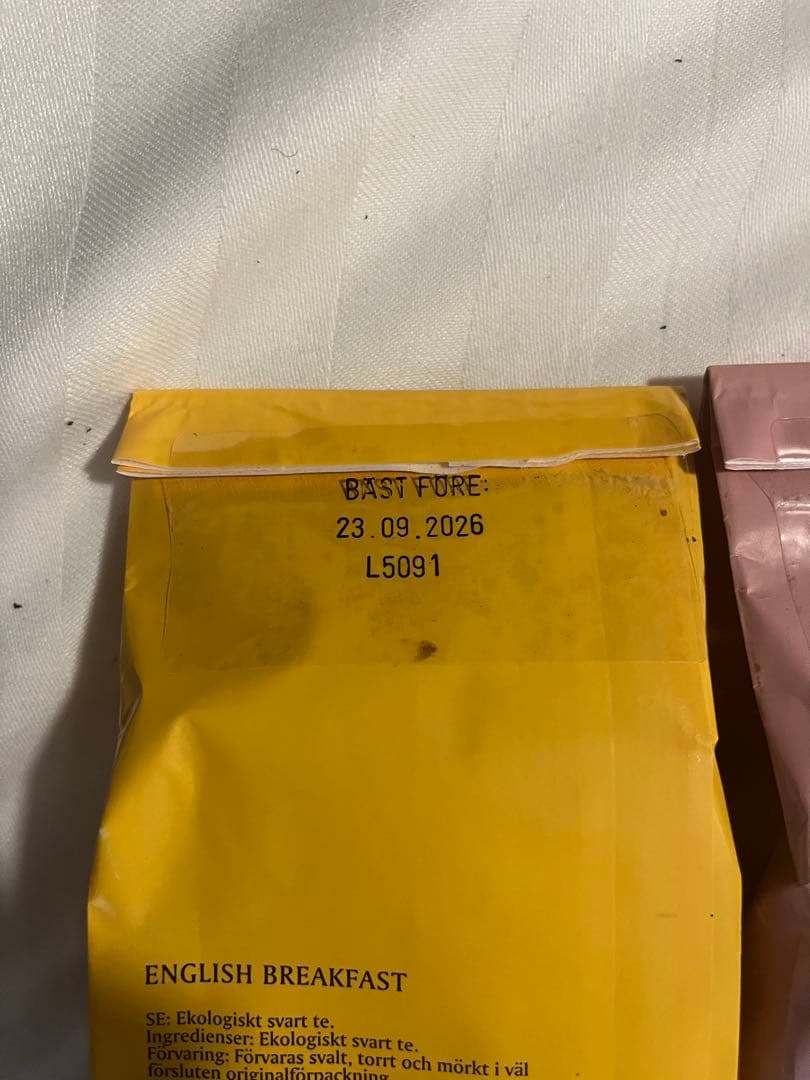 BÄST FÖRE:
23.09.2026
L5091
ENGLISH BREAKFAST
SE: Ekologiskt svart te.
Ingredienser: Ekologiskt svart te.
Förvaring: Förvaras svalt, torrt och mörkt i väl
försluten originalförpackning